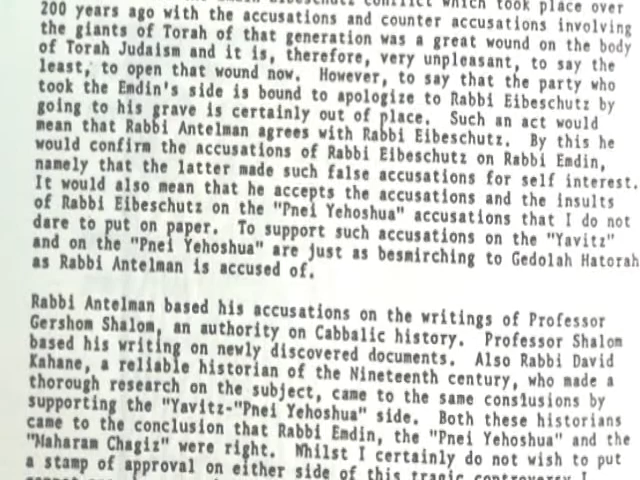 Eibeschutz conflict which took place over
200 years ago with the accusations and counter accusations involving
the giants of Torah of that generation was a great wound on the body
of Torah Judaism and it is, therefore, very unpleasant, to say the
least, to open that wound now. However, to say that the party who
took the Emdin's side is bound to apologize to Rabbi Eibeschutz by
going to his grave is certainly out of place. Such an act would
mean that Rabbi Antelman agrees with Rabbi Eibeschutz. By this he
would confirm the accusations of Rabbi Eibeschutz on Rabbi Emdin,
namely that the latter made such false accusations for self interest.
It would also mean that he accepts the accusations and the insults
of Rabbi Eibeschutz on the "Pnei Yehoshua" accusations that I do not
dare to put on paper. To support such accusations on the "Yavitz"
and on the "Pnei Yehoshua" are just as besmirching to Gedolah Hatorah
as Rabbi Antelman is accused of.
Rabbi Antelman based his accusations on the writings of Professor
Gershom Shalom, an authority on Cabbalic history. Professor Shalom
based his writing on newly discovered documents. Also Rabbi David
Kahane, a reliable historian of the Nineteenth century, who made a
thorough research on the subject, came to the same conslusions by
supporting the "Yavitz-"Pnei Yehoshua" side. Both these historians
came to the conclusion that Rabbi Emdin, the "Pnei Yehoshua" and the
"Maharam Chagiz" were right. Whilst I certainly do not wish to put
a stamp of approval on either side of this tragic controversy I